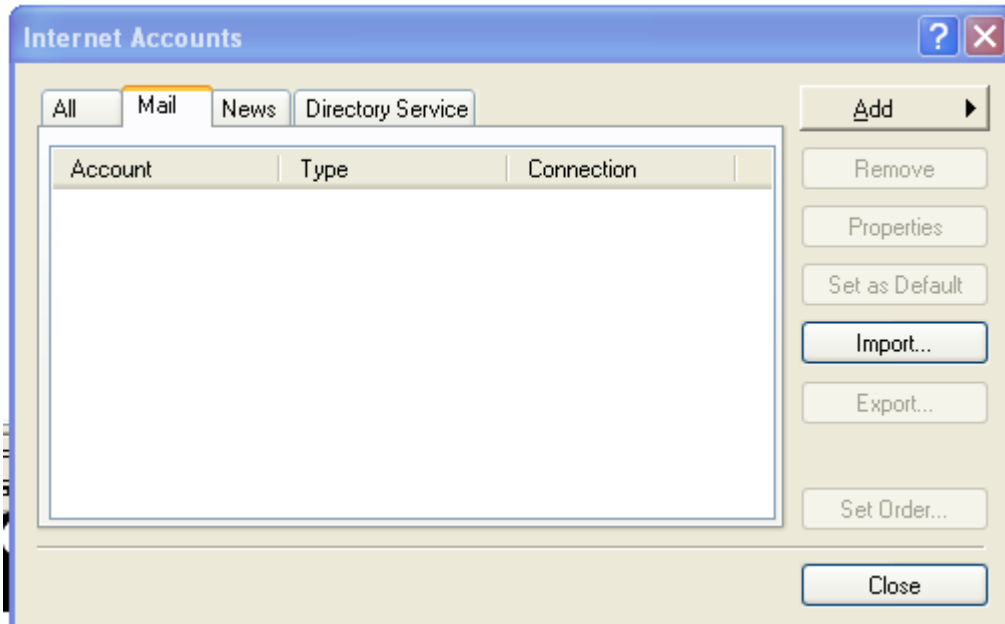 Internet Accounts
All Mail News Directory Service
Add
Account Type Connection
Remove
Properties
Set as Default
Import...
Export...
Set Order...
Close